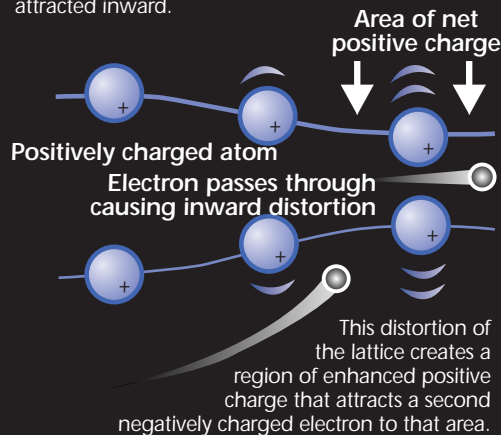 attracted inward.
Area of net
positive charge
+
+
+
Positively charged atom
Electron passes through
causing inward distortion
+
+
+
This distortion of
the lattice creates a
region of enhanced positive
charge that attracts a second
negatively charged electron to that area.